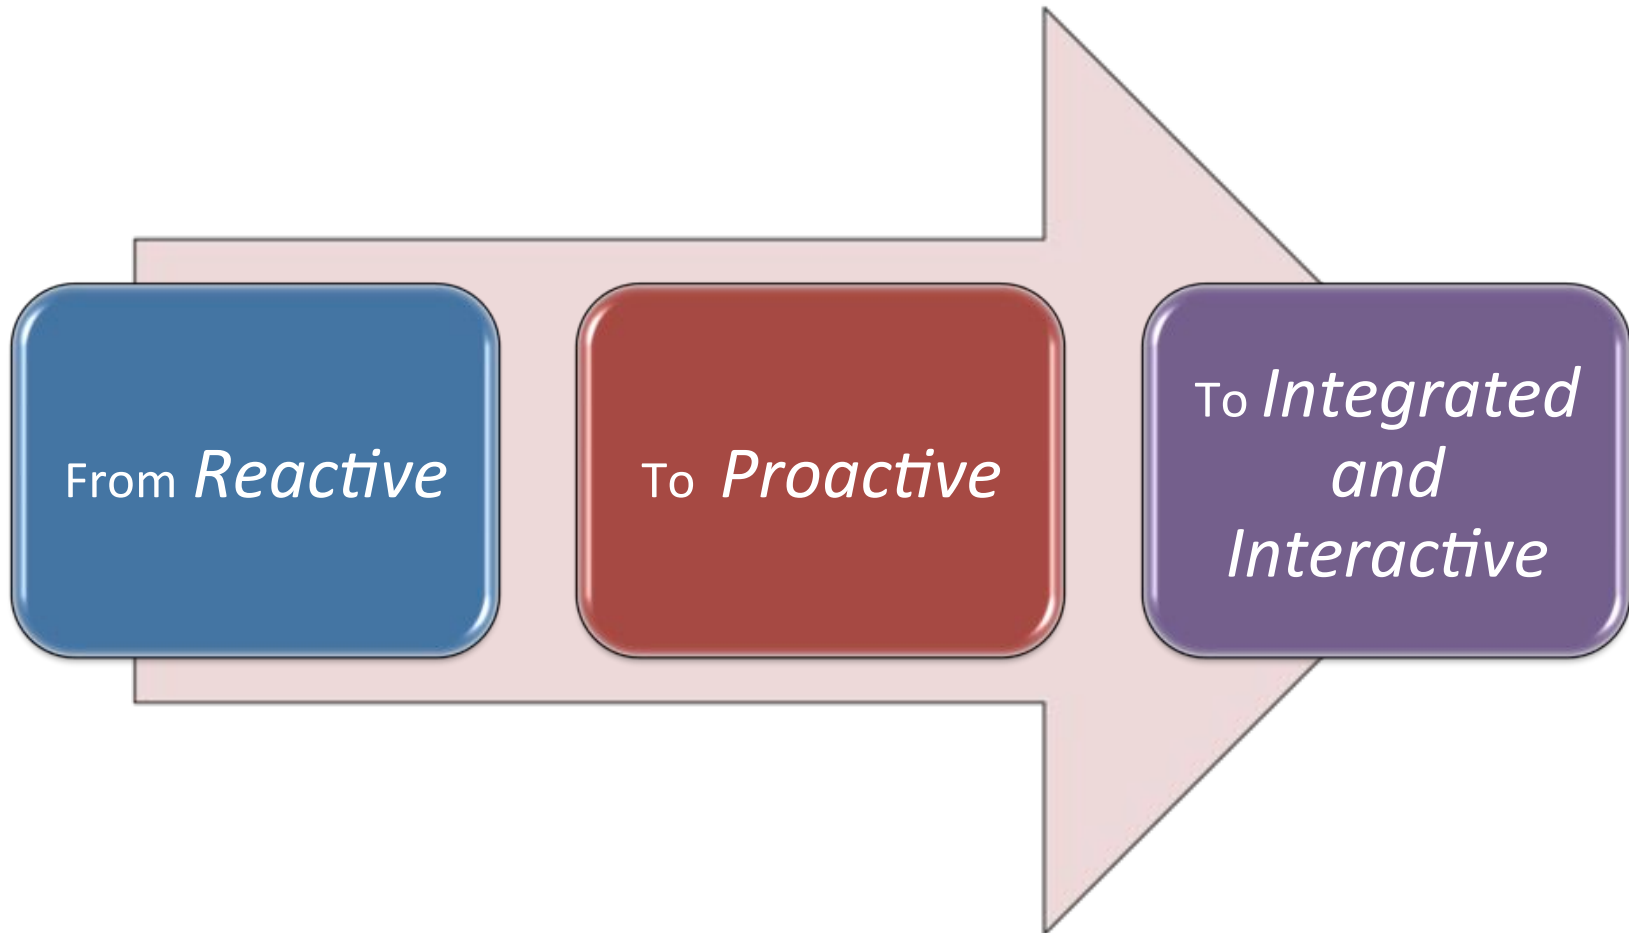 From Reactive
To Proactive
To Integrated
and
Interactive